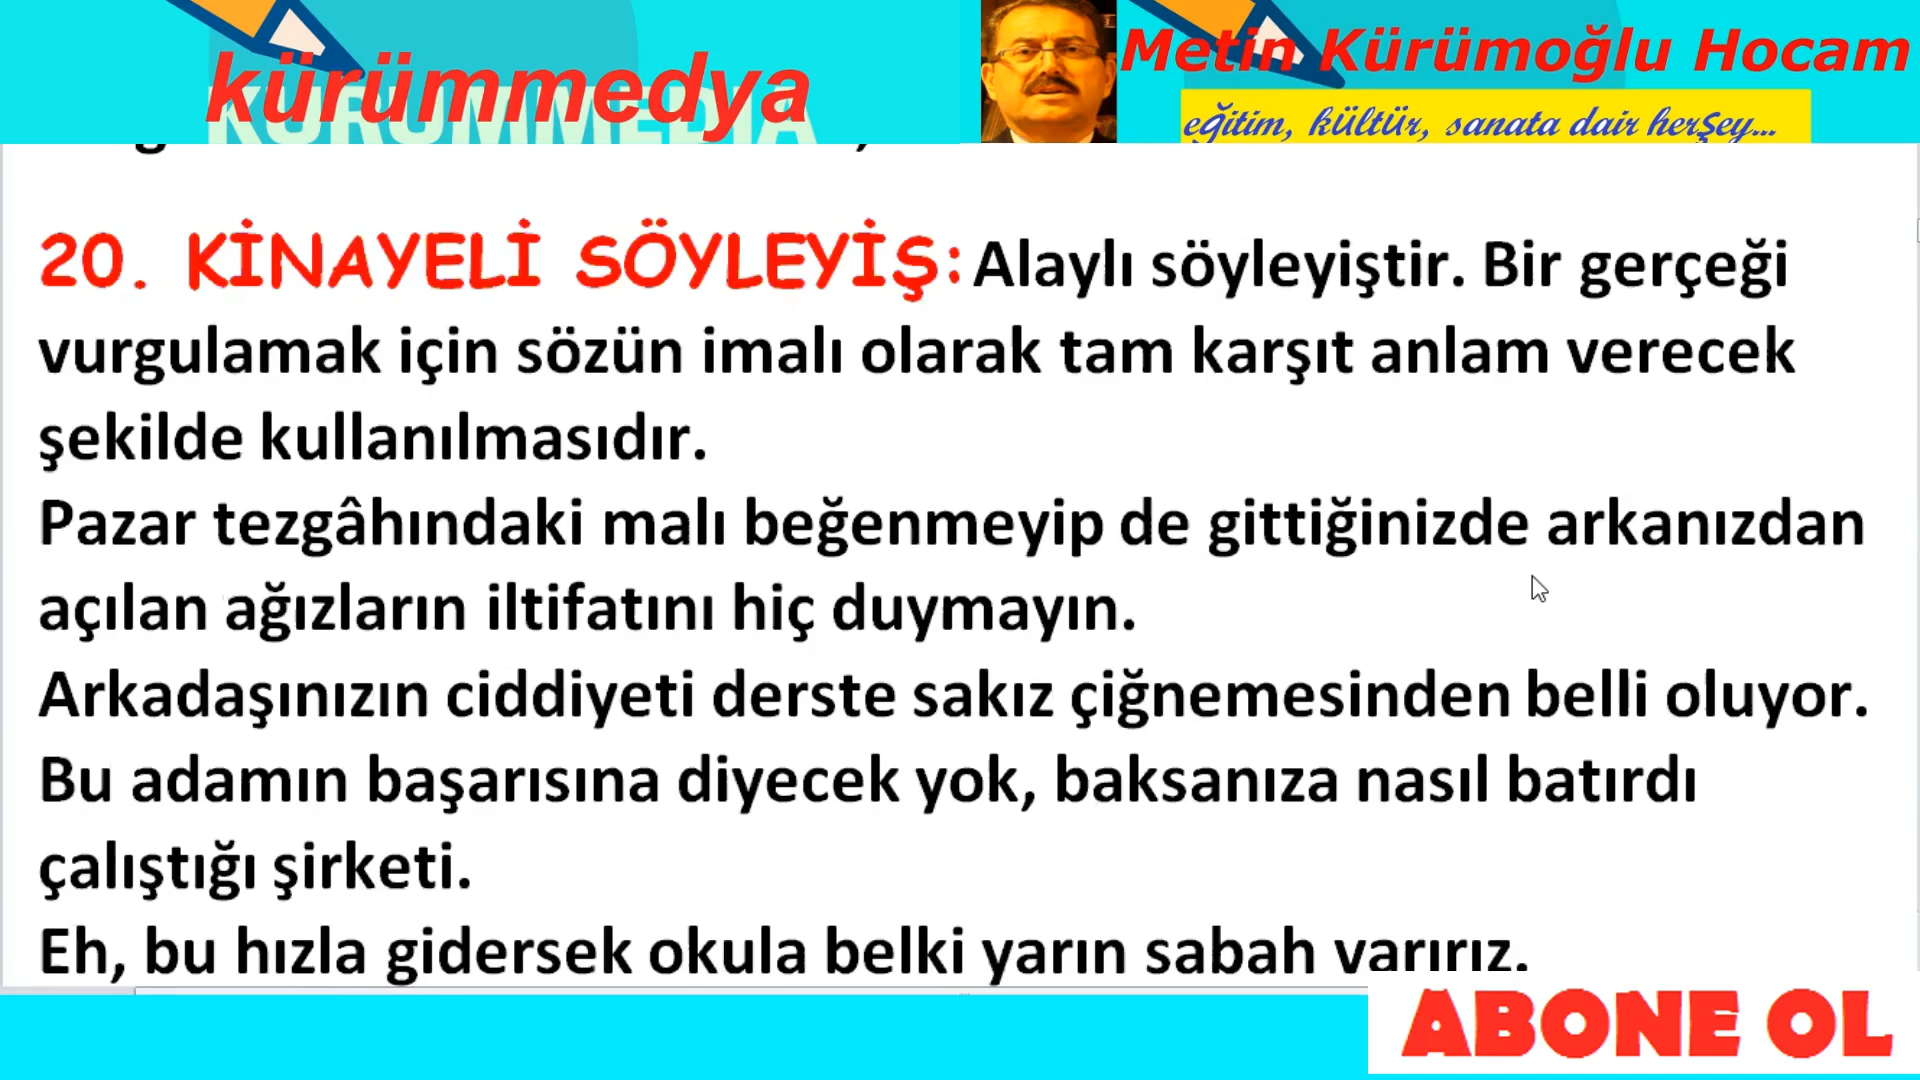 kürümmedya
KURUMMEDIA
Metin Kürümoğlu Hocam
eğitim, kültür, sanata dair herşey...
20. KİNAYELİ SÖYLEYİŞ: Alaylı söyleyiştir. Bir gerçeği
vurgulamak için sözün imalı olarak tam karşıt anlam verecek
şekilde kullanılmasıdır.
Pazar tezgâhındaki malı beğenmeyip de gittiğinizde arkanızdan
açılan ağızların iltifatını hiç duymayın.
Arkadaşınızın ciddiyeti derste sakız çiğnemesinden belli oluyor.
Bu adamın başarısına diyecek yok, baksanıza nasıl batırdı
çalıştığı şirketi.
Eh, bu hızla gidersek okula belki yarın sabah varırız.
ABONE OL